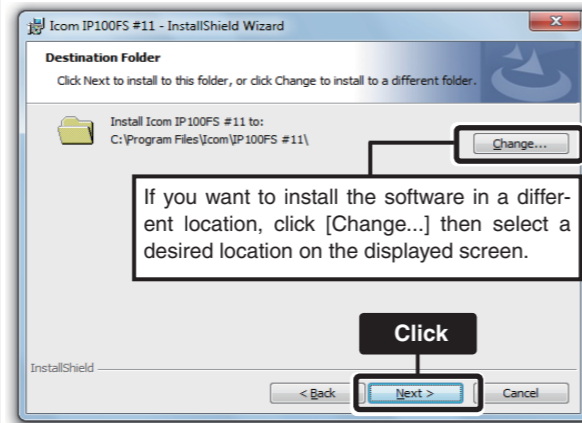 Icom IP100FS #11 - InstallShield Wizard
Destination Folder
Click Next to install to this folder, or click Change to install to a different folder.
Install Icom IP100FS #11 to:
C:\Program Files\Icom\IP100FS #11\
Change...
If you want to install the software in a differ-
ent location, click [Change...] then select a
desired location on the displayed screen.
Click
InstallShield
< Back
Next >
Cancel